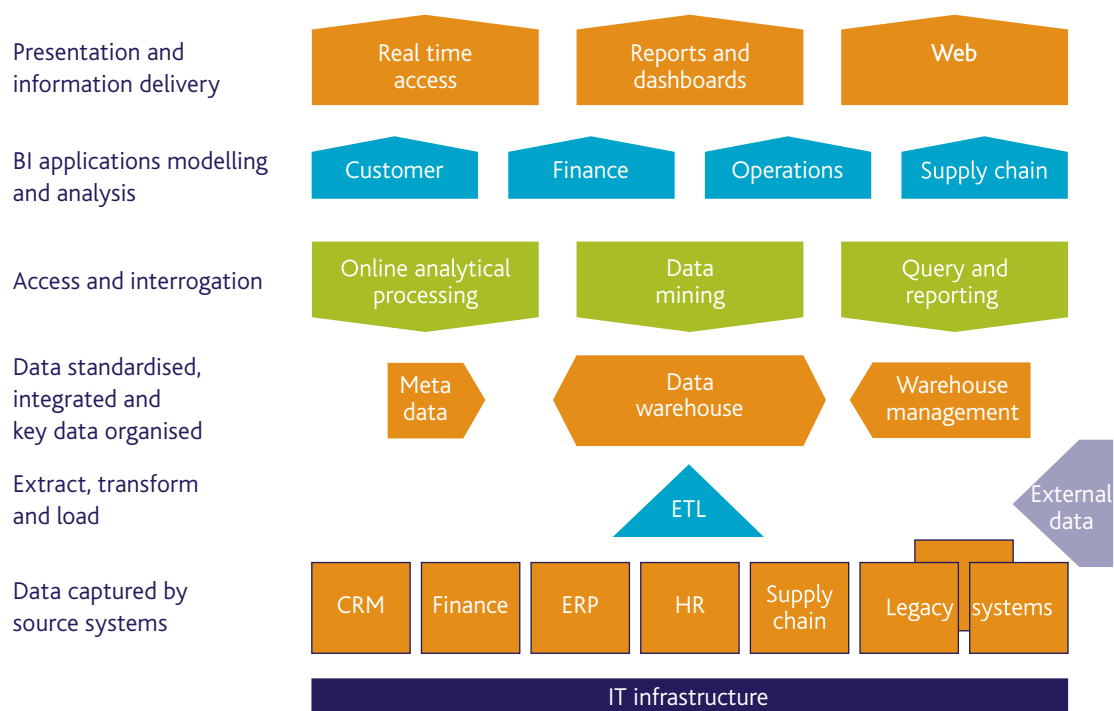 Presentation and
information delivery
Real time
access
Reports and
dashboards
Web
BI applications modelling
and analysis
Customer
Finance
Operations
Supply chain
Access and interrogation
Online analytical
processing
Data
mining
Query and
reporting
Data standardised,
integrated and
key data organised
Meta
data
Data
warehouse
Warehouse
management
Extract, transform
and load
ETL
External
data
Data captured by
source systems
CRM
Finance
ERP
HR
Supply
chain
Legacy systems
IT infrastructure